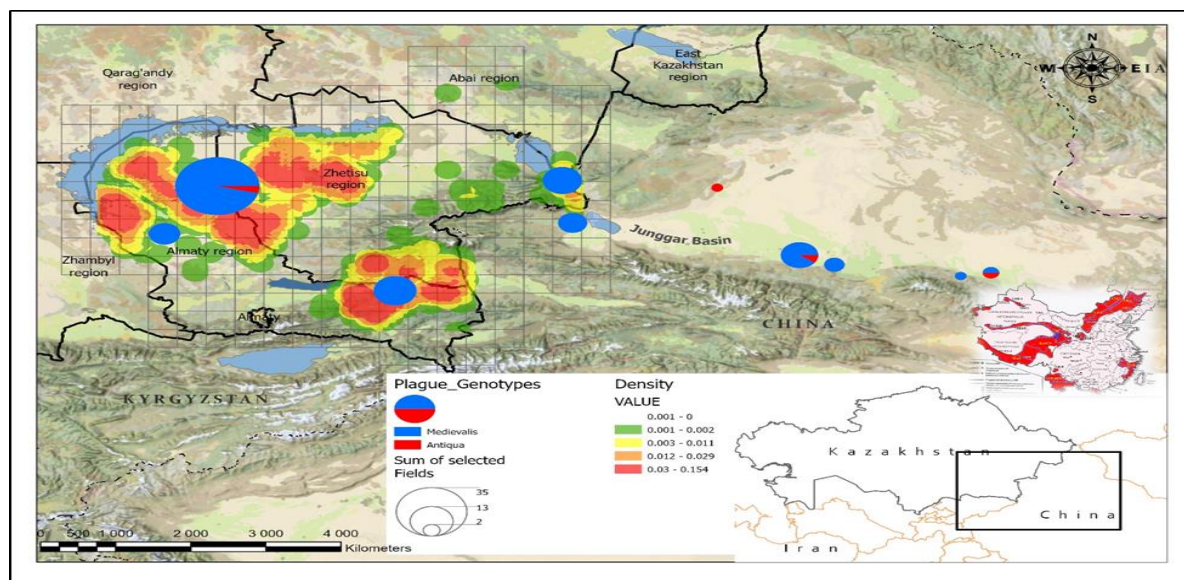 Qarag'andy
region
Abai region
East
Kazakhstan
region
N
W E
S
IA
Zhetisu
region
Almaty region
Zhambyl
region
Almaty
Junggar Basin
CHINA
KYRGYZSTAN
Plague_Genotypes
Medievalis
Antiqua
Sum of selected
Fields
35
13
2
Density
VALUE
0.001 - 0
0.001 - 0.002
0.003 - 0.011
0.012 - 0.029
0.03 - 0.154
Kazakhstan
China
Iran
0 500 1 000 2 000 3 000 4 000
Kilometers